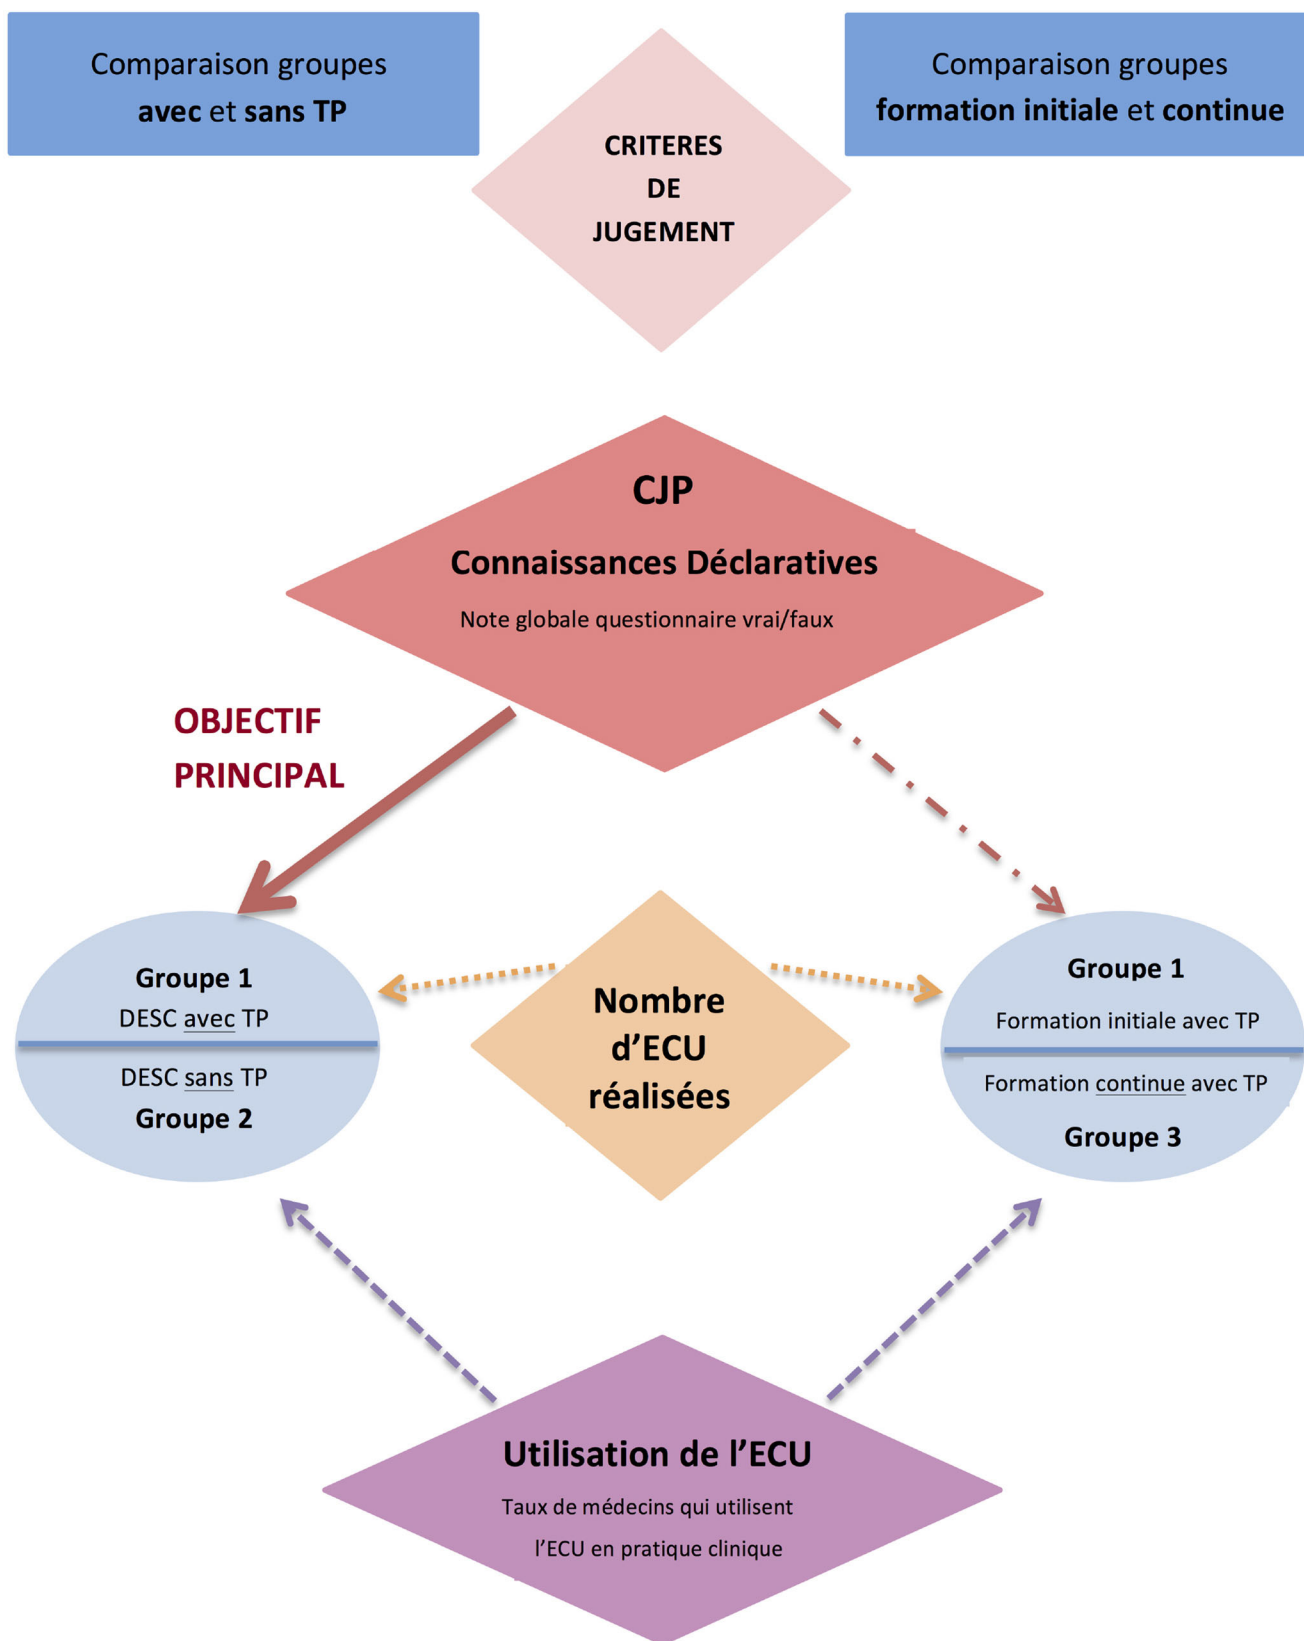 Comparaison groupes
avec et sans TP
CRITERES
DE
JUGEMENT
Comparaison groupes
formation initiale et continue
CJP
Connaissances Déclaratives
Note globale questionnaire vrai/faux
OBJECTIF
PRINCIPAL
Groupe 1
DESC avec TP
DESC sans TP
Groupe 2
Nombre
d’ECU
réalisées
Groupe 1
Formation initiale avec TP
Formation continue avec TP
Groupe 3
Utilisation de l’ECU
Taux de médecins qui utilisent
l’ECU en pratique clinique